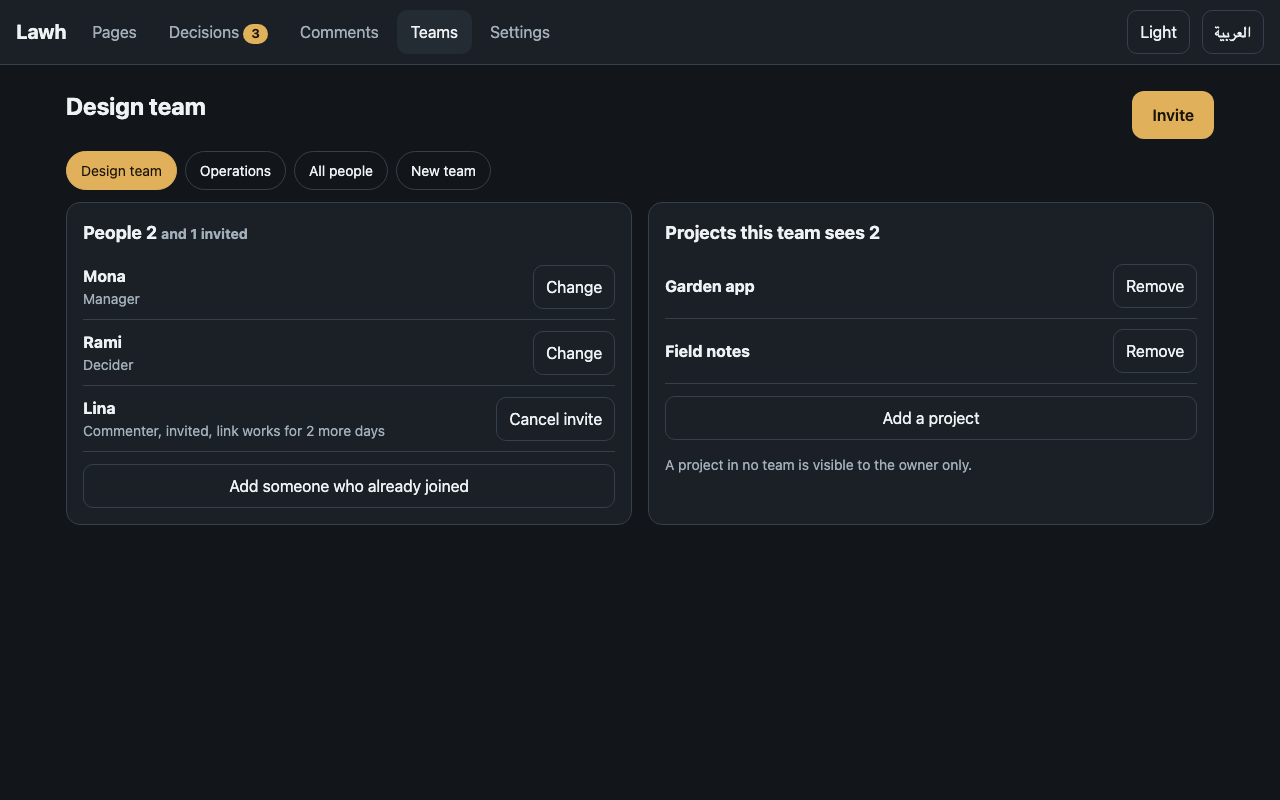 Lawh Pages Decisions 3 Comments Teams Settings Light العربية
Design team
Invite
Design team Operations All people New team
People 2 and 1 invited
Mona
Manager
Change
Rami
Decider
Change
Lina
Commenter, invited, link works for 2 more days
Cancel invite
Add someone who already joined
Projects this team sees 2
Garden app
Remove
Field notes
Remove
Add a project
A project in no team is visible to the owner only.